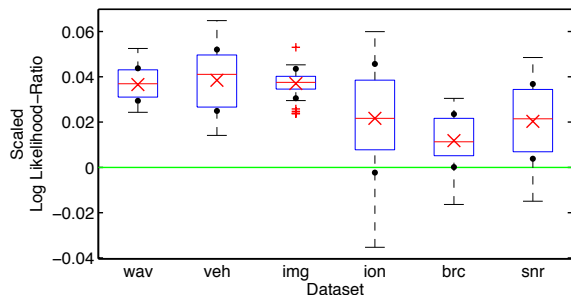 Scaled
Log Likelihood-Ratio
0.06
0.04
0.02
0
-0.02
-0.04
wav veh img ion brc snr
Dataset